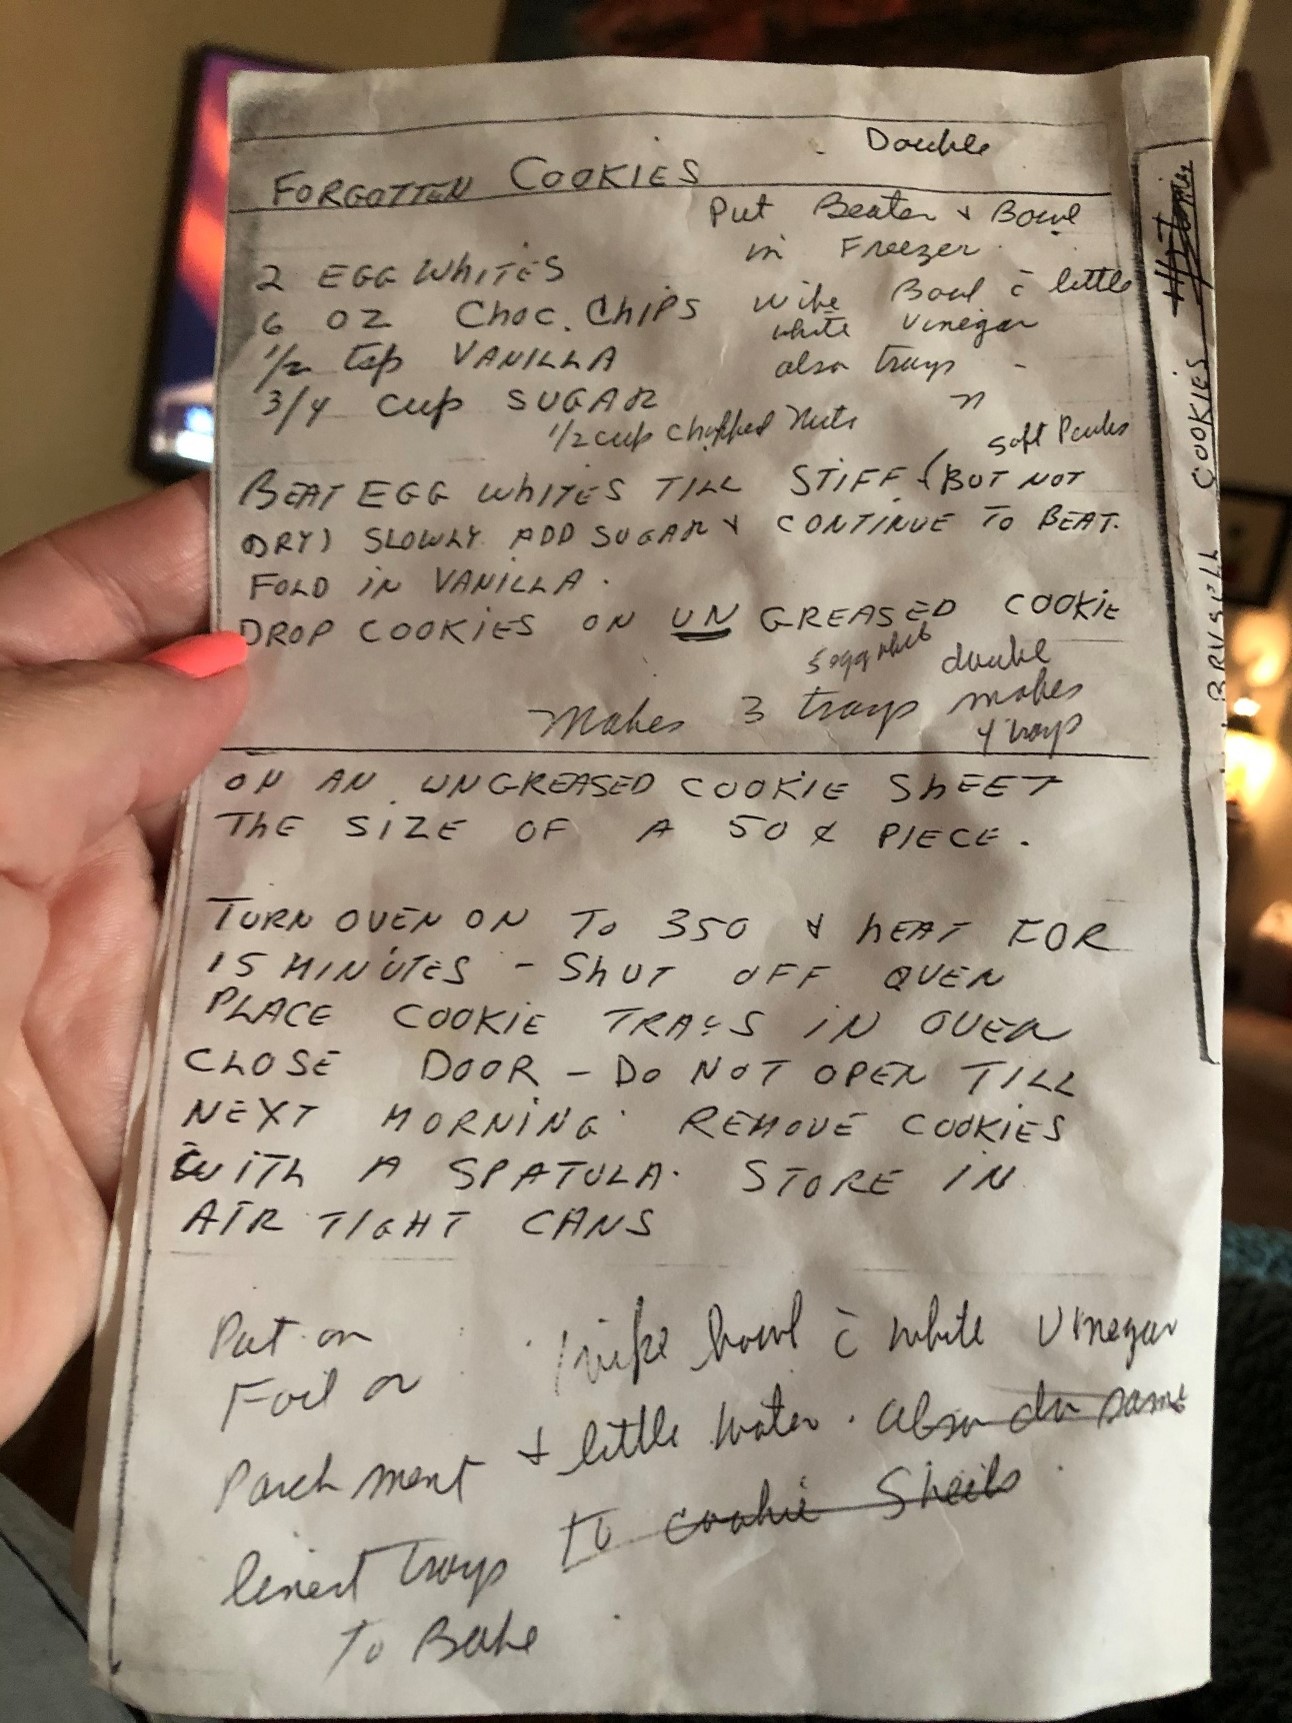 Double
FORGOTTEN COOKIES
Put Beater & Bowl
in Freezer.
2 EGG WHITES
6 OZ CHOC. CHIPS
Wipe Bowl c̄ little
white vinegar
1/2 tsp VANILLA
also trays -
3/4 cup SUGAR
1/2 cup chopped Nuts
soft Peaks
BEAT EGG WHITES TILL STIFF (BUT NOT
DRY) SLOWLY ADD SUGAR & CONTINUE TO BEAT.
FOLD IN VANILLA.
DROP COOKIES ON UN GREASED COOKIE
5 egg whites double
Makes 3 trays makes
4 trays
ON AN UNGREASED COOKIE SHEET
THE SIZE OF A 50 ¢ PIECE.
TURN OVEN ON TO 350 & HEAT FOR
15 MINUTES - SHUT OFF OVEN
PLACE COOKIE TRAYS IN OVEN
CLOSE DOOR - DO NOT OPEN TILL
NEXT MORNING. REMOVE COOKIES
WITH A SPATULA. STORE IN
AIR TIGHT CANS
Put on
Foil or
Parchment
lined trays
To Bake
Wipe bowl c̄ white Vinegar
& little water. also do same
to cookie Sheils.
BRUSELL COOKIES